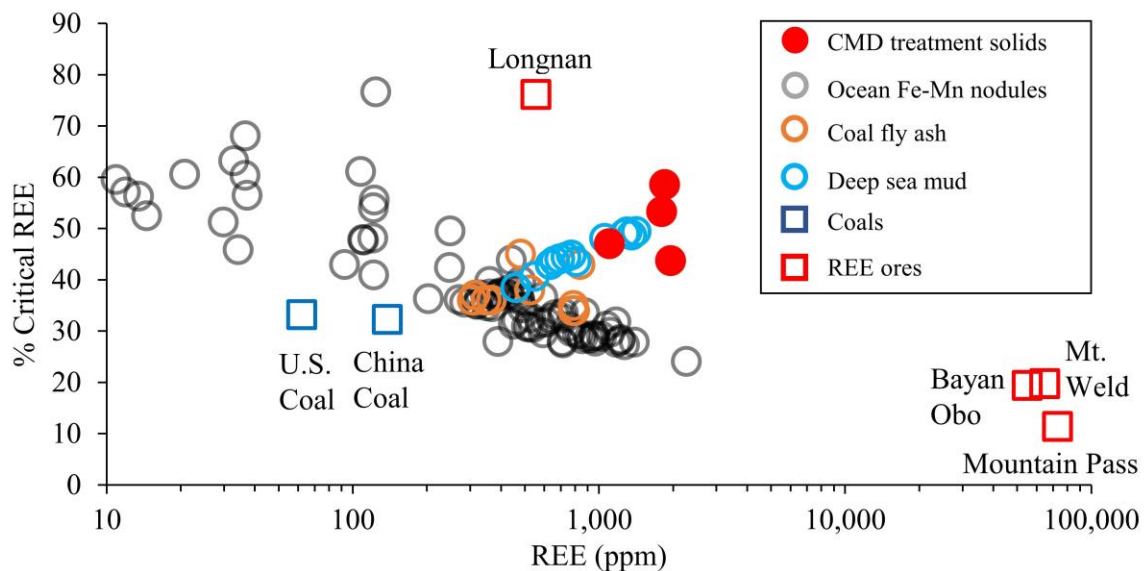 90
80
70
60
50
40
30
20
10
0
% Critical REE
10
100
1,000
10,000
100,000
REE (ppm)
Longnan
U.S.
Coal
China
Coal
Bayan
Obo
Mt.
Weld
Mountain Pass
CMD treatment solids
Ocean Fe-Mn nodules
Coal fly ash
Deep sea mud
Coals
REE ores